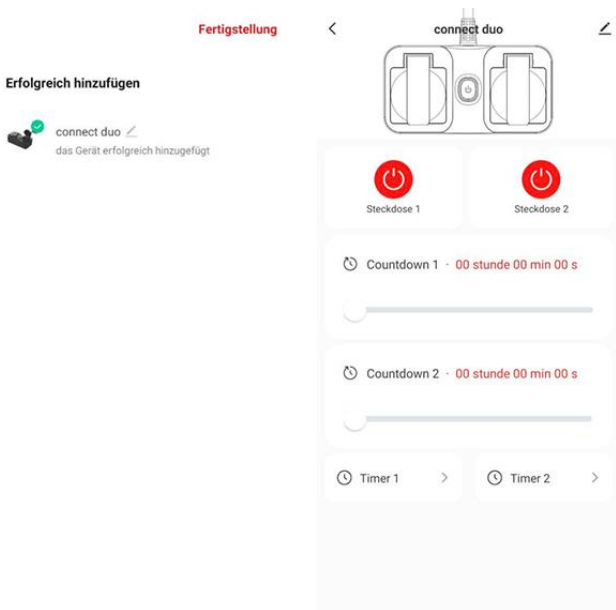 Fertigstellung
Erfolgreich hinzufügen
connect duo
das Gerät erfolgreich hinzugefügt
connect duo
Steckdose 1
Steckdose 2
Countdown 1 · 00 stunde 00 min 00 s
Countdown 2 · 00 stunde 00 min 00 s
Timer 1
Timer 2